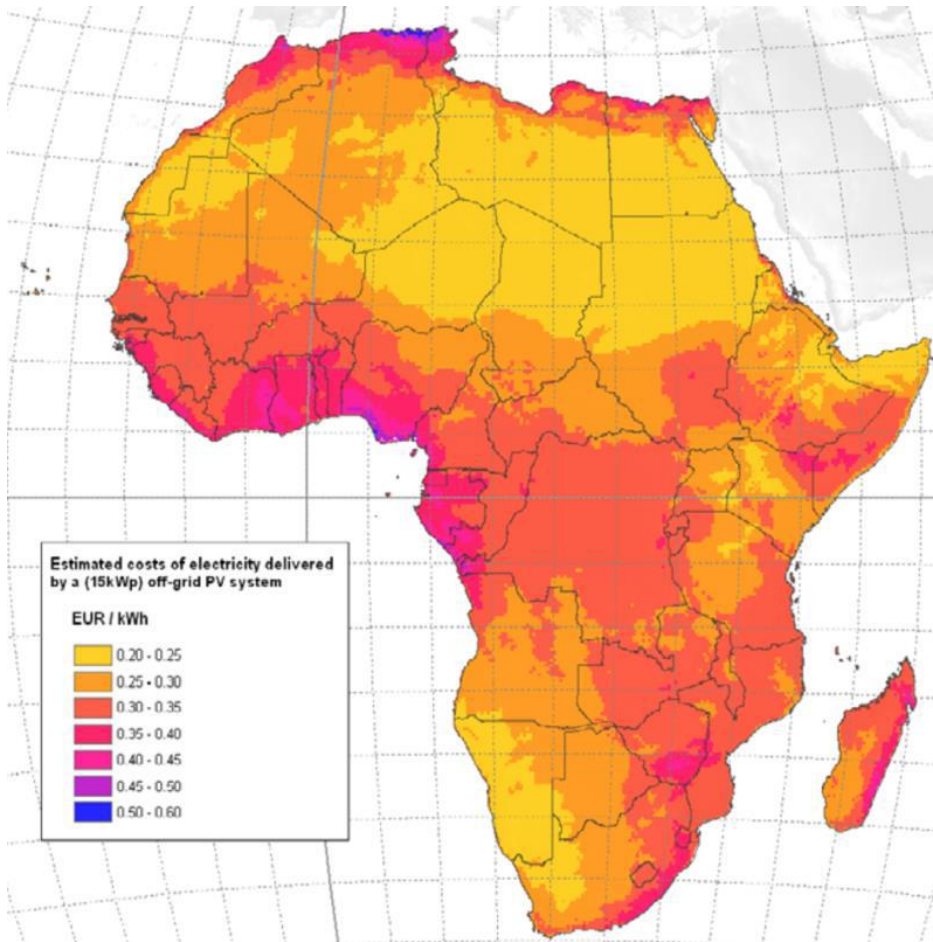 Estimated costs of electricity delivered
by a (15kWp) off-grid PV system
EUR / kWh
0.20 - 0.25
0.25 - 0.30
0.30 - 0.35
0.35 - 0.40
0.40 - 0.45
0.45 - 0.50
0.50 - 0.60